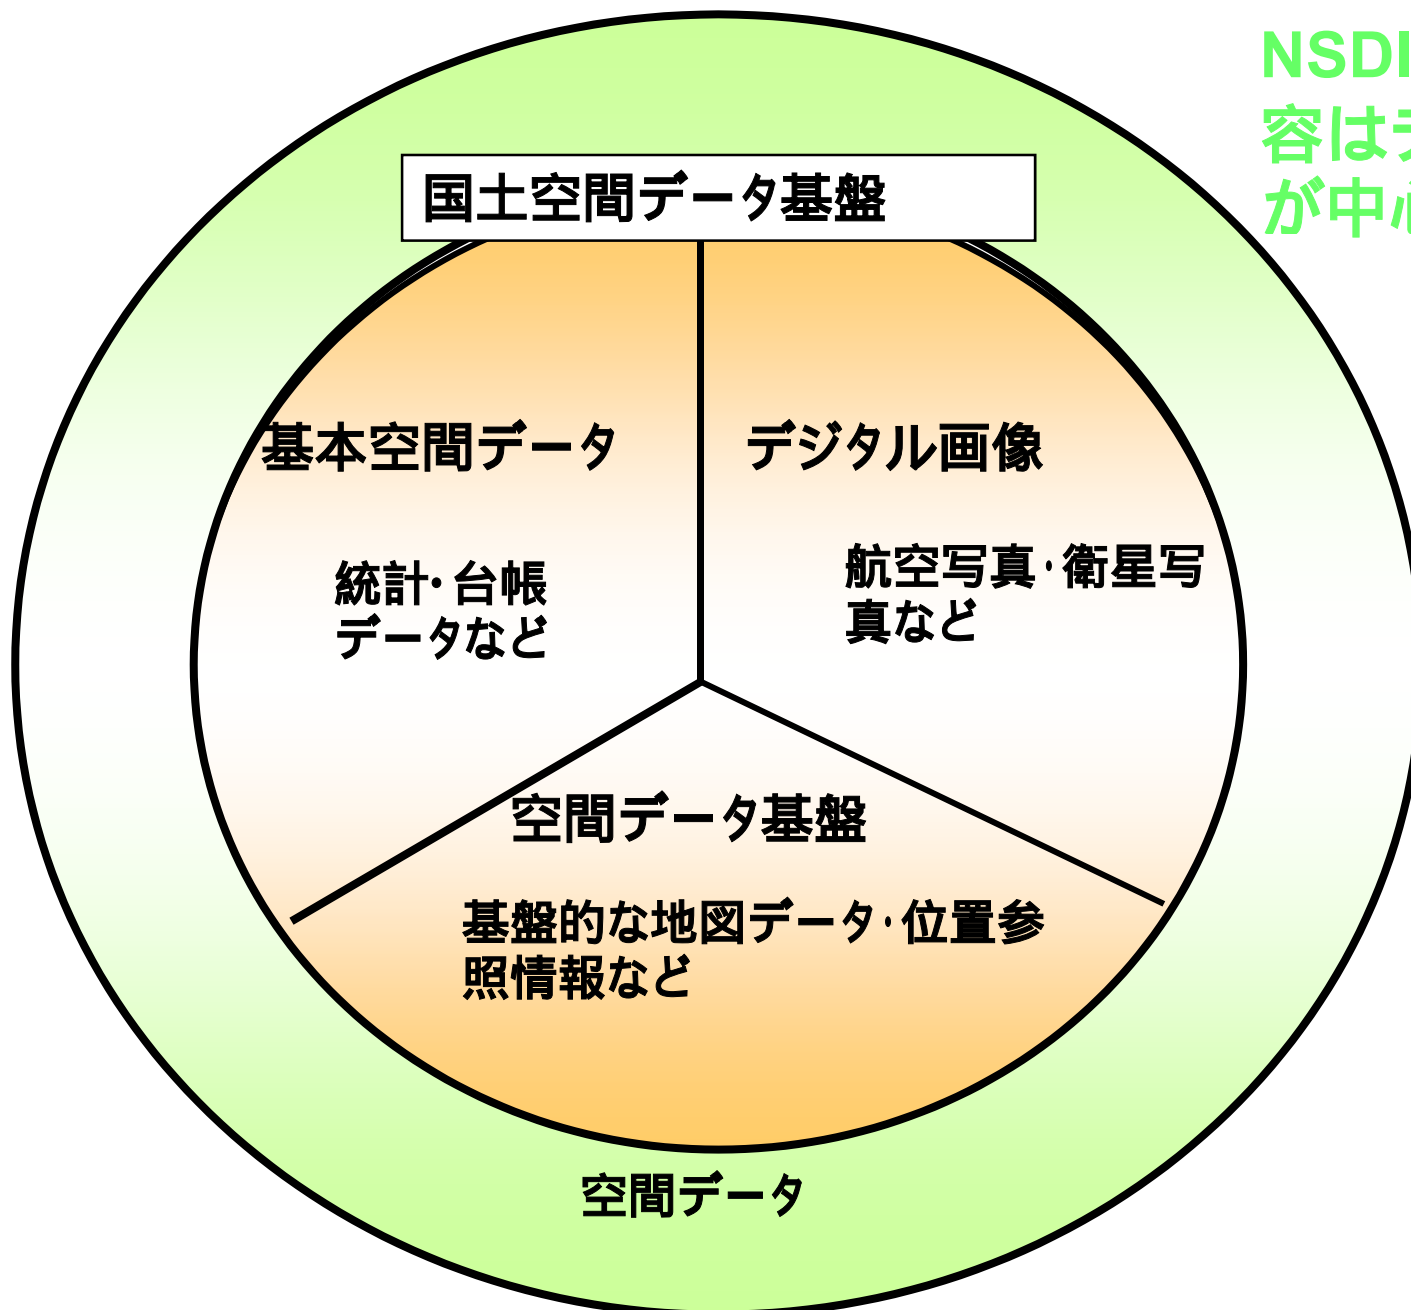 NSDI
容は
が中
国土空間データ基盤
基本空間データ
デジタル画像
統計・台帳
データなど
航空写真・衛星写
真など
空間データ基盤
基盤的な地図データ・位置参
照情報など
空間データ